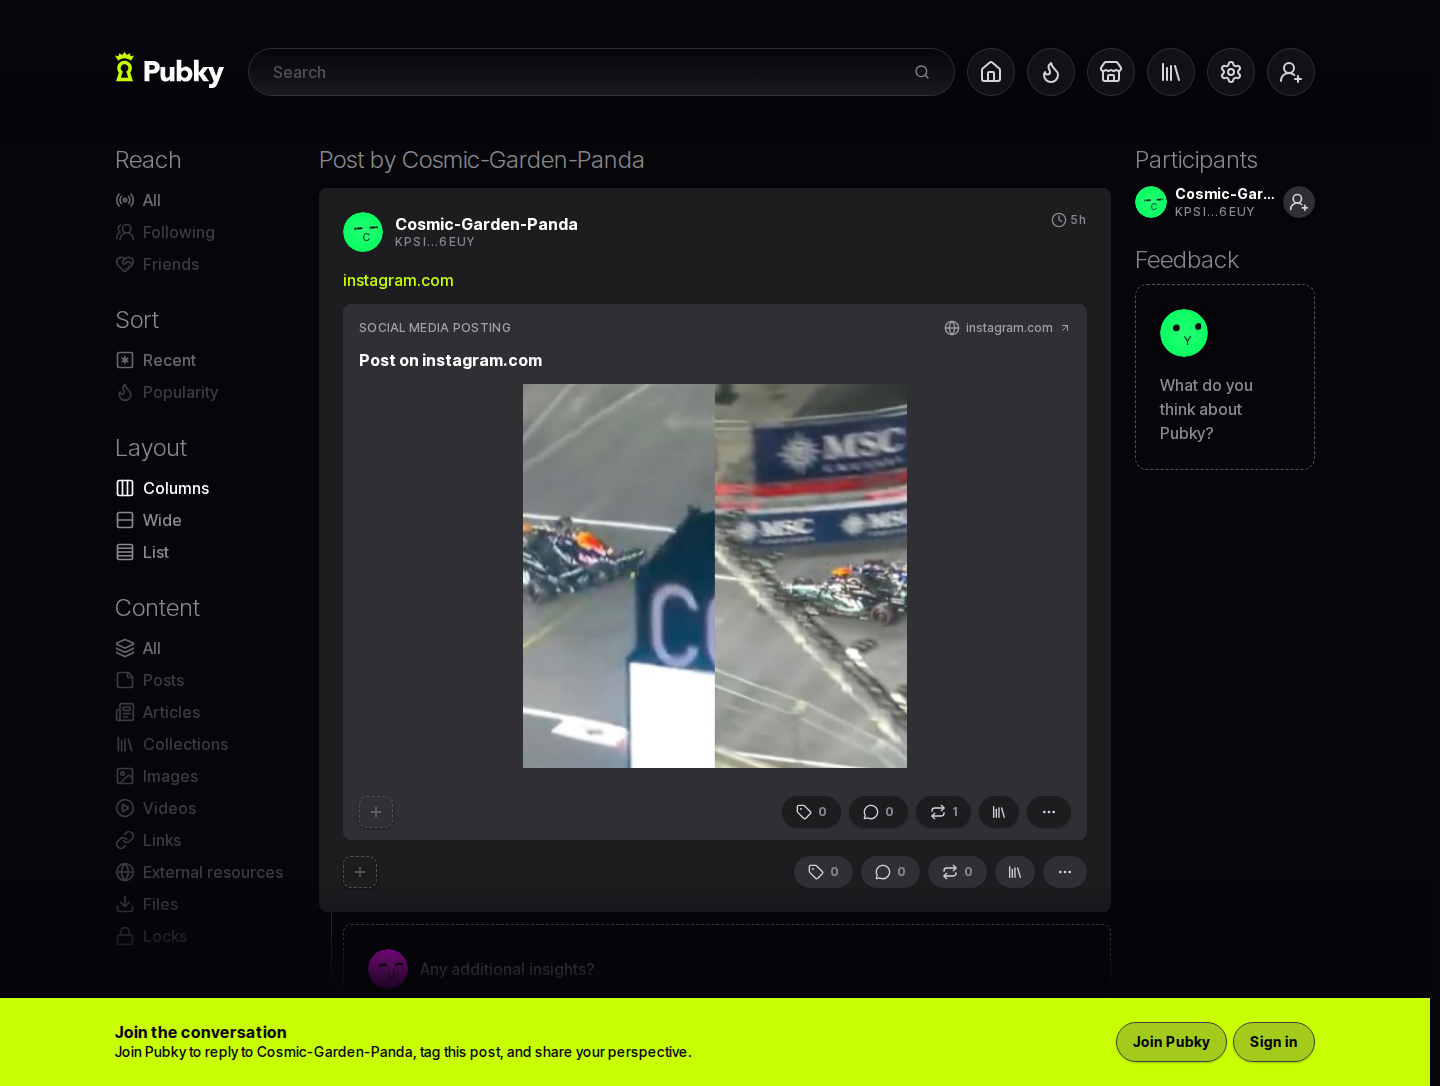 Pubky
Search
Reach
All
Following
Friends
Sort
Recent
Popularity
Layout
Columns
Wide
List
Content
All
Posts
Articles
Collections
Images
Videos
Links
External resources
Files
Locks
Post by Cosmic-Garden-Panda
Cosmic-Garden-Panda
KPSI...6EUY
5h
instagram.com
SOCIAL MEDIA POSTING
instagram.com
Post on instagram.com
MSC
MSC
MSC
0
0
1
0
0
0
Any additional insights?
Participants
Cosmic-Gar...
KPSI...6EUY
Feedback
What do you
think about
Pubky?
Join the conversation
Join Pubky to reply to Cosmic-Garden-Panda, tag this post, and share your perspective.
Join Pubky
Sign in